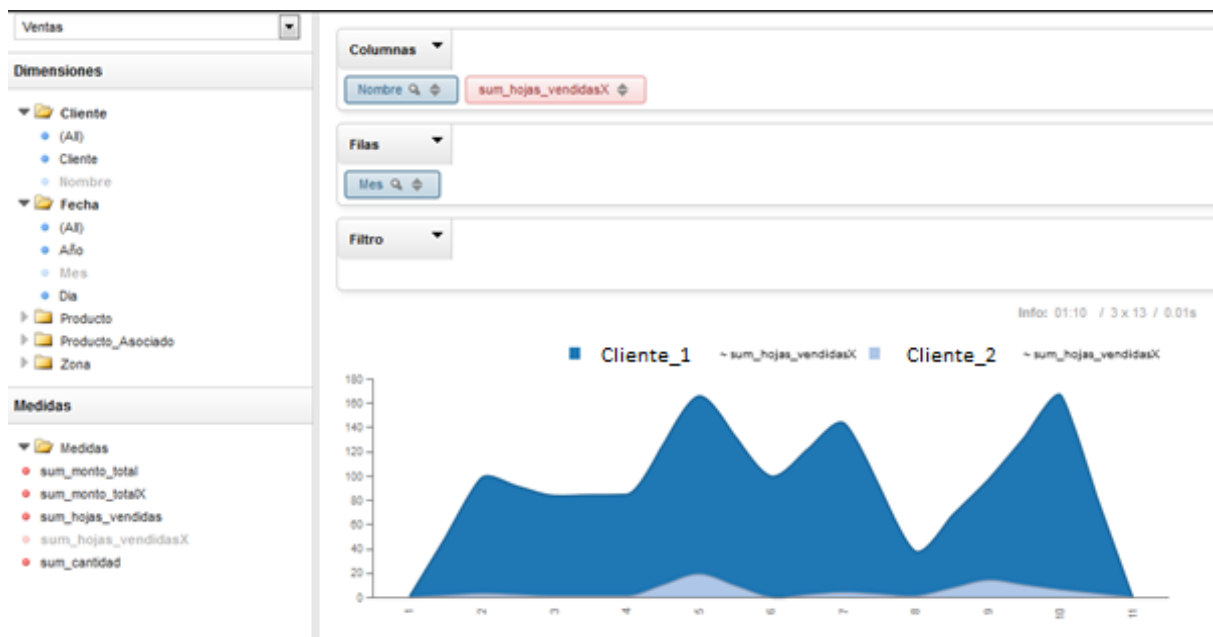 Ventas
Dimensiones
Cliente
(All)
Cliente
Nombre
Fecha
(All)
Año
Mes
Dia
Producto
Producto_Asociado
Zona
Medidas
Medidas
sum_monto_total
sum_monto_totalX
sum_hojas_vendidas
sum_hojas_vendidasX
sum_cantidad
Columnas
Nombre sum_hojas_vendidasX
Filas
Mes
Filtro
Info: 01:10 / 3 x 13 / 0.01s
Cliente_1 ~ sum_hojas_vendidasX Cliente_2 ~ sum_hojas_vendidasX
180
160
140
120
100
80
60
40
20
0
1 2 3 4 5 6 7 8 9 10 11